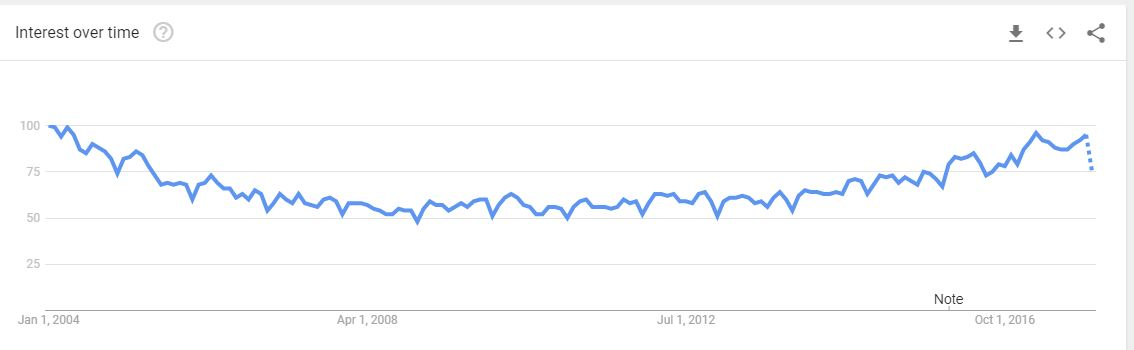 Interest over time ?
100
75
50
25
Note
Jan 1, 2004 Apr 1, 2008 Jul 1, 2012 Oct 1, 2016